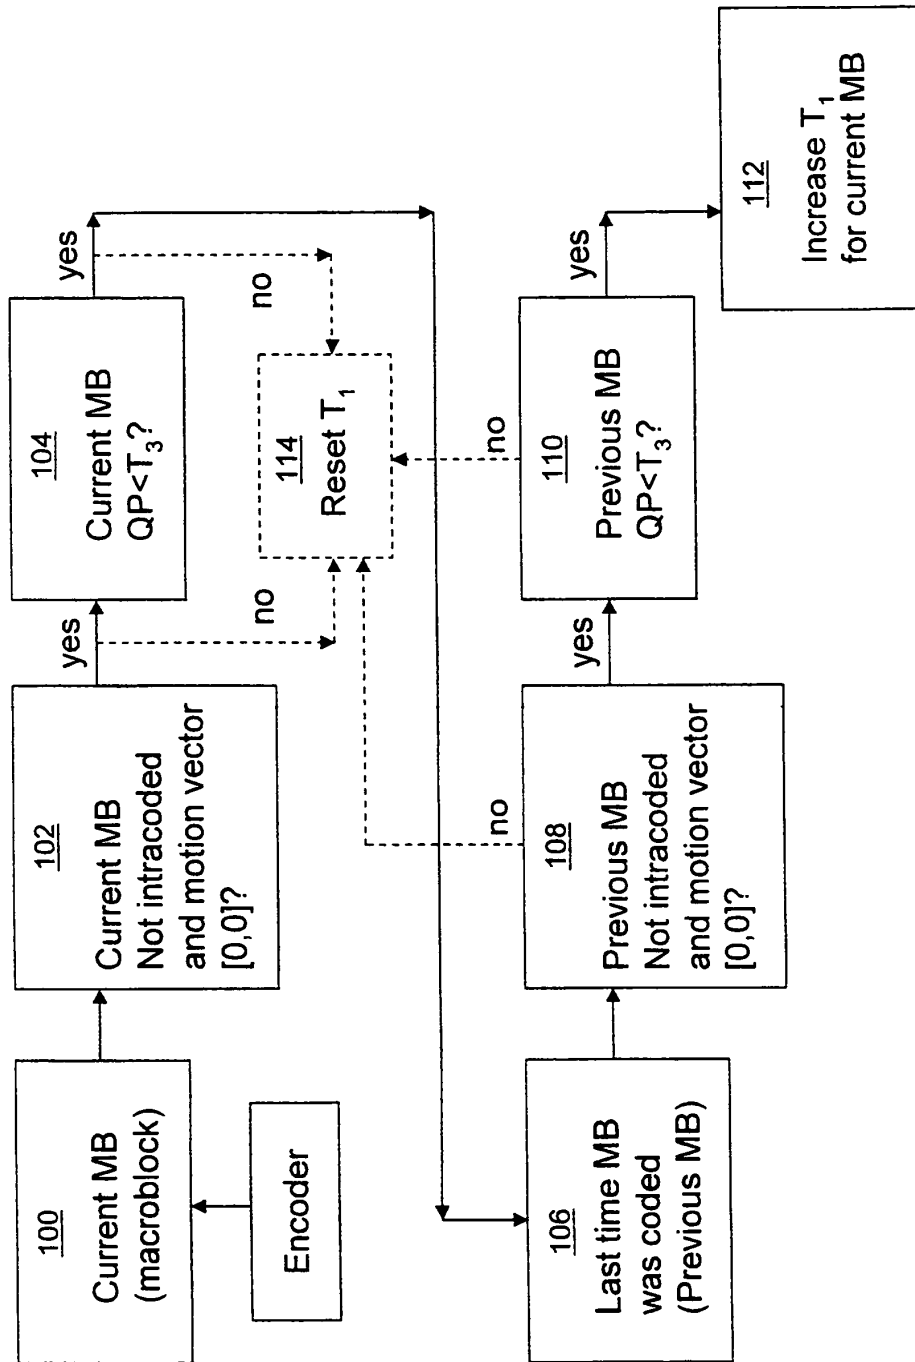 100
Current MB
(macroblock)
Encoder
102
Current MB
Not intracoded
and motion vector
[0,0]?
yes
no
104
Current MB
QP<T3?
yes
no
114
Reset T1
106
Last time MB
was coded
(Previous MB)
108
Previous MB
Not intracoded
and motion vector
[0,0]?
no
yes
110
Previous MB
QP<T3?
no
yes
112
Increase T1
for current MB